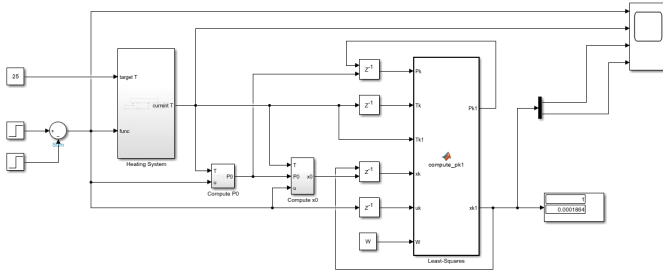 25
target T
func
current T
Heating System
T
u
P0
Compute P0
T
P0
u
x0
Compute x0
Z-1
Z-1
Z-1
Z-1
W
Pk
Tk
Tk1
xk
uk
W
Pk1
xk1
compute_pk1
Least-Squares
1
0.0001864